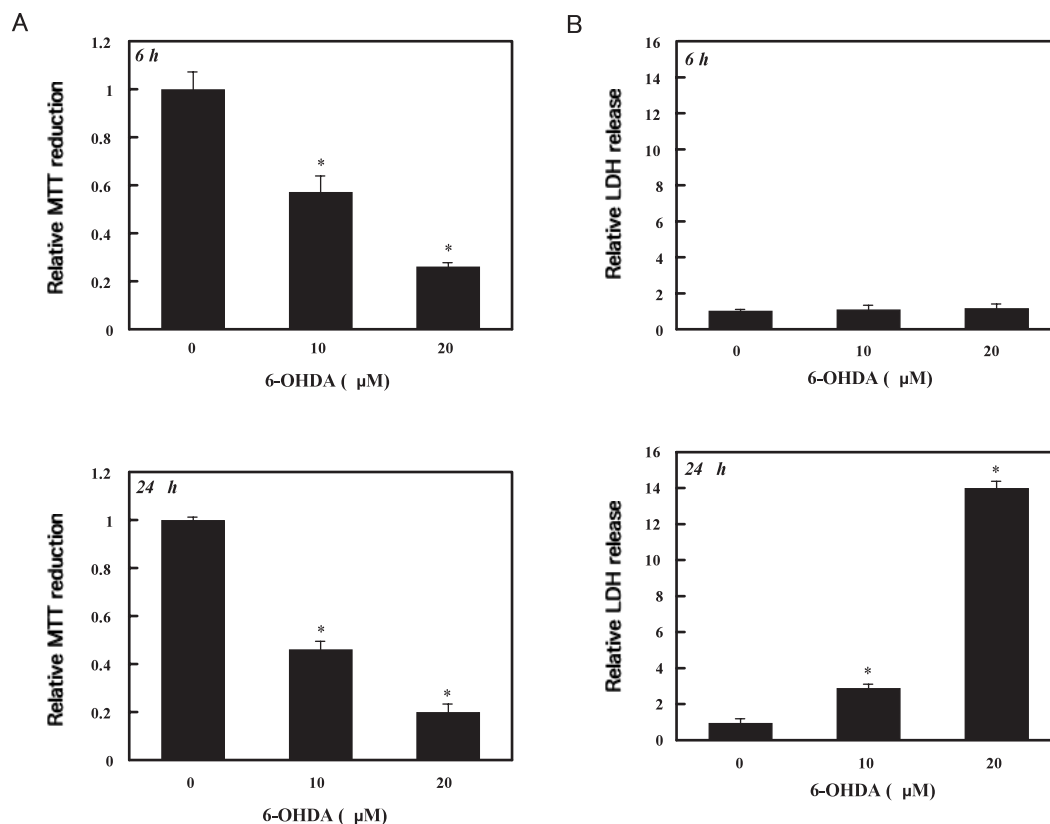 A
B
6 h
1.2
1
0.8
0.6
0.4
0.2
0
Relative MTT reduction
*
*
0 10 20
6-OHDA ( µM)
6 h
16
14
12
10
8
6
4
2
0
Relative LDH release
0 10 20
6-OHDA ( µM)
24 h
1.2
1
0.8
0.6
0.4
0.2
0
Relative MTT reduction
*
*
0 10 20
6-OHDA ( µM)
24 h
16
14
12
10
8
6
4
2
0
Relative LDH release
*
*
0 10 20
6-OHDA ( µM)